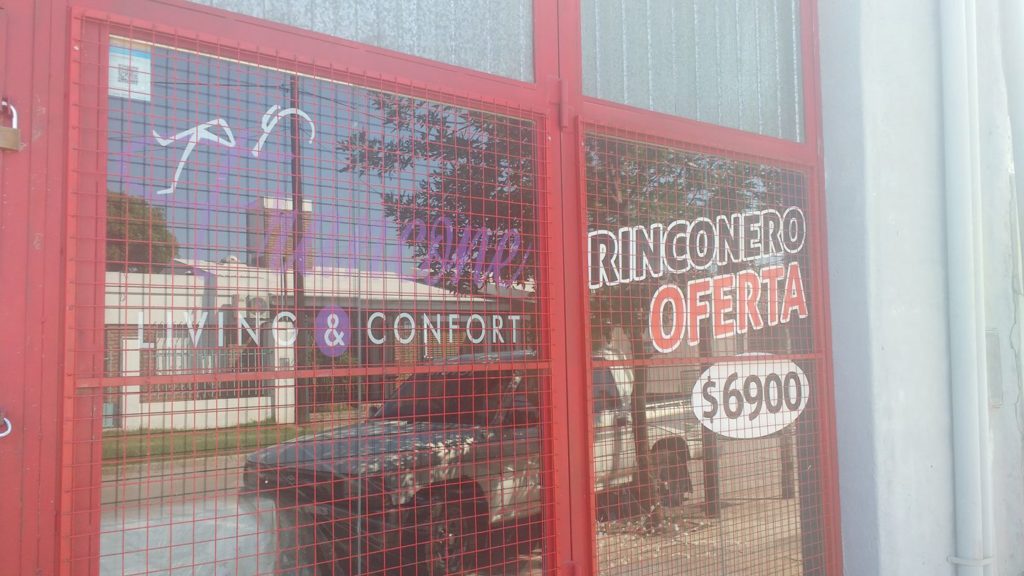 LIVING & CONFORT
RINCONERO
OFERTA
$6900